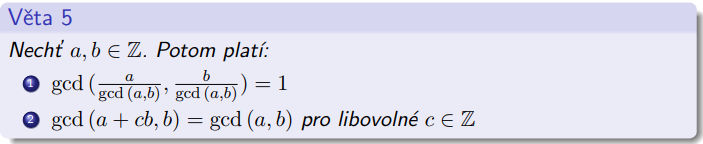 Věta 5
Nechť a, b ∈ ℤ. Potom platí:
1 gcd (a/gcd (a,b), b/gcd (a,b)) = 1
2 gcd (a + cb, b) = gcd (a, b) pro libovolné c ∈ ℤ